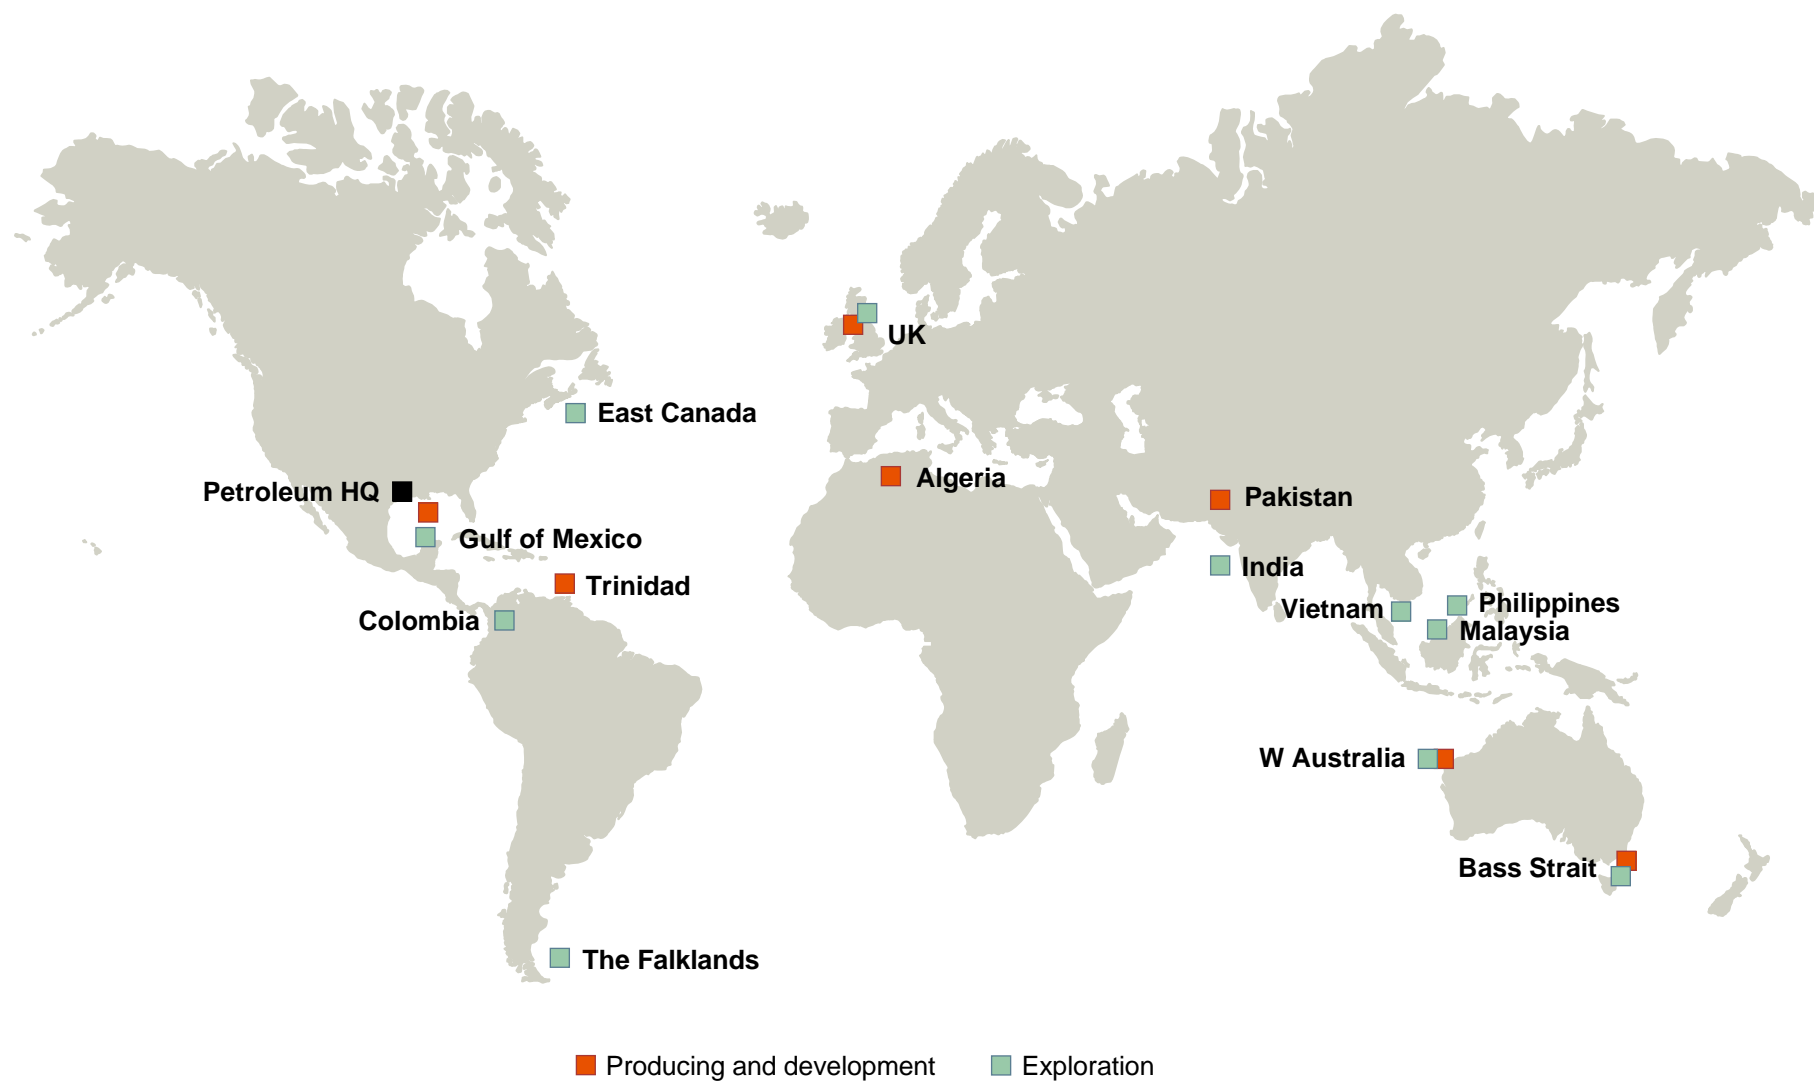 UK
East Canada
Petroleum HQ
Algeria
Pakistan
Gulf of Mexico
India
Trinidad
Philippines
Vietnam
Colombia
Malaysia
W Australia
Bass Strait
The Falklands
Producing and development
Exploration